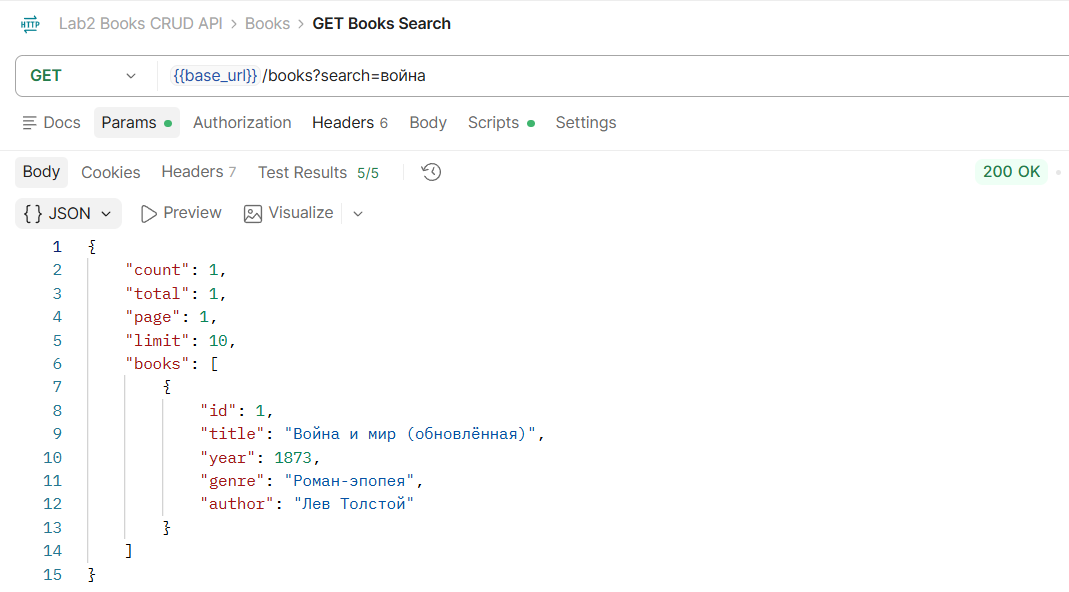 HTTP Lab2 Books CRUD API > Books > GET Books Search
GET {{base_url}} /books?search=война
Docs Params Authorization Headers 6 Body Scripts Settings
Body Cookies Headers 7 Test Results 5/5 200 OK
{} JSON Preview Visualize
1 {
2 "count": 1,
3 "total": 1,
4 "page": 1,
5 "limit": 10,
6 "books": [
7 {
8 "id": 1,
9 "title": "Война и мир (обновлённая)",
10 "year": 1873,
11 "genre": "Роман-эпопея",
12 "author": "Лев Толстой"
13 }
14 ]
15 }